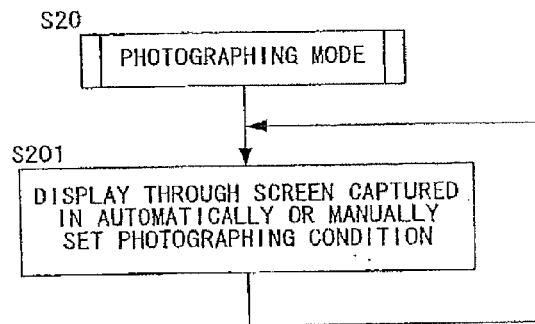 S20
PHOTOGRAPHING MODE
S201
DISPLAY THROUGH SCREEN CAPTURED
IN AUTOMATICALLY OR MANUALLY
SET PHOTOGRAPHING CONDITION